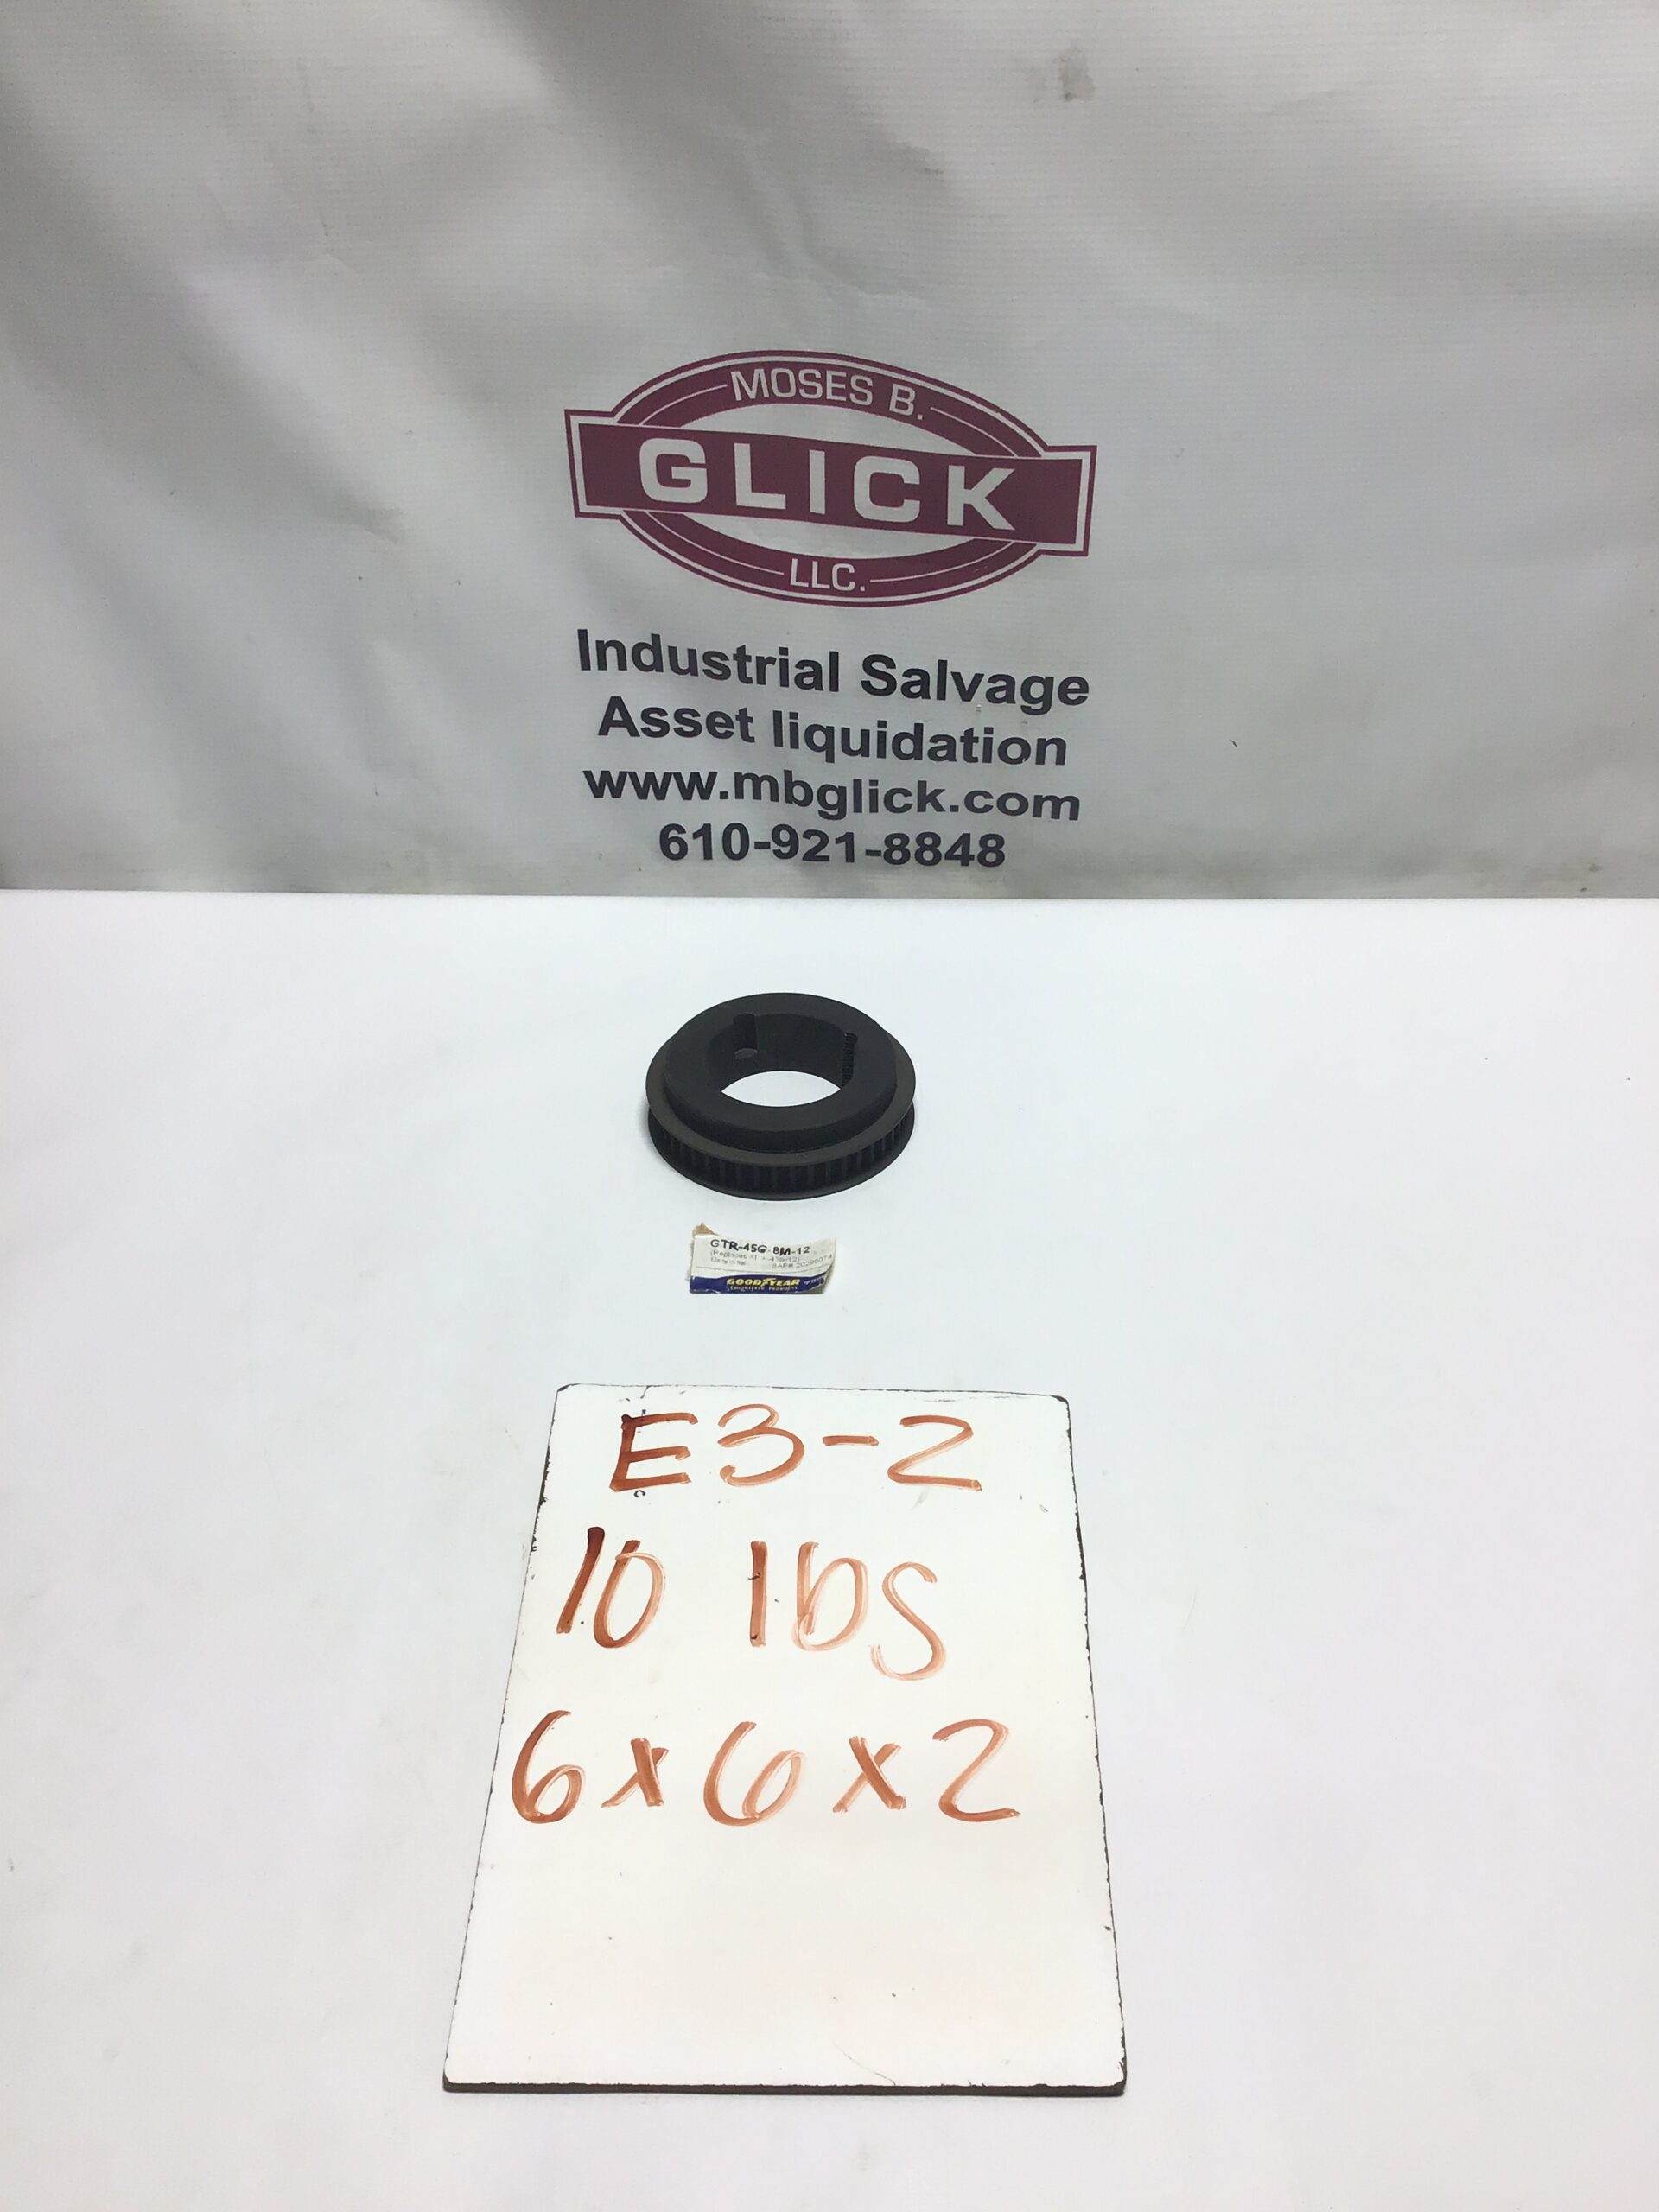 MOSES B.
GLICK
LLC.
Industrial Salvage
Asset liquidation
www.mbglick.com
610-921-8848
GTR-45G-8M-12
GOODYEAR
E3-2
10 lbs
6x6x2